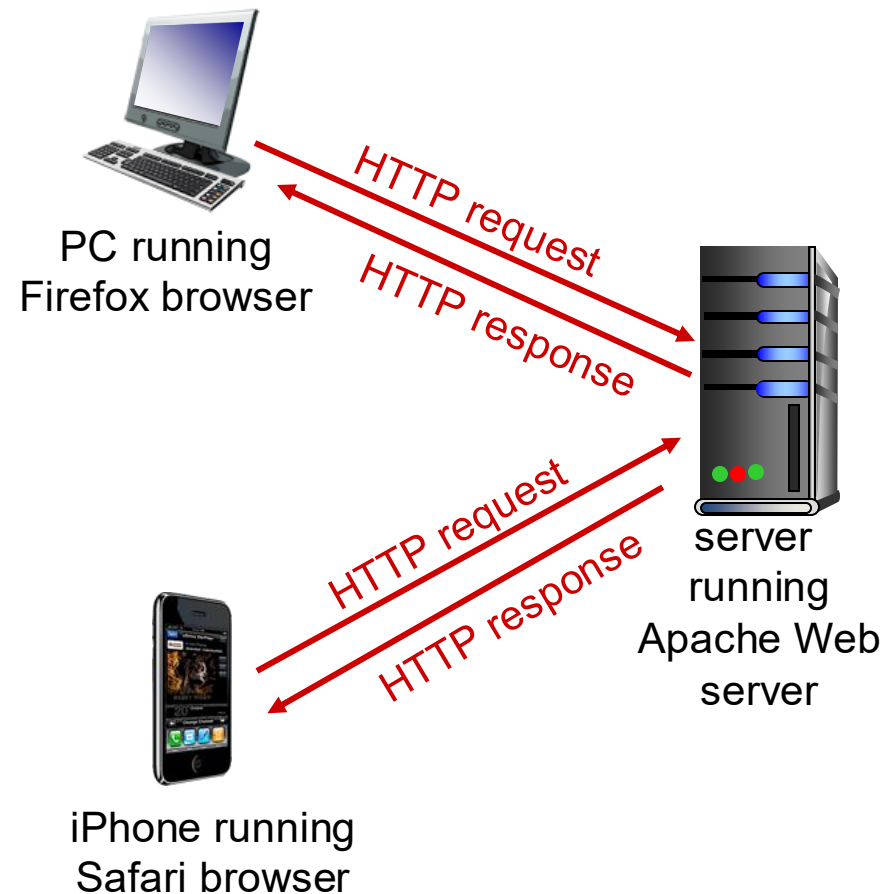 HTTP request
HTTP response
PC running
Firefox browser
HTTP request
HTTP response
server
running
Apache Web
server
iPhone running
Safari browser